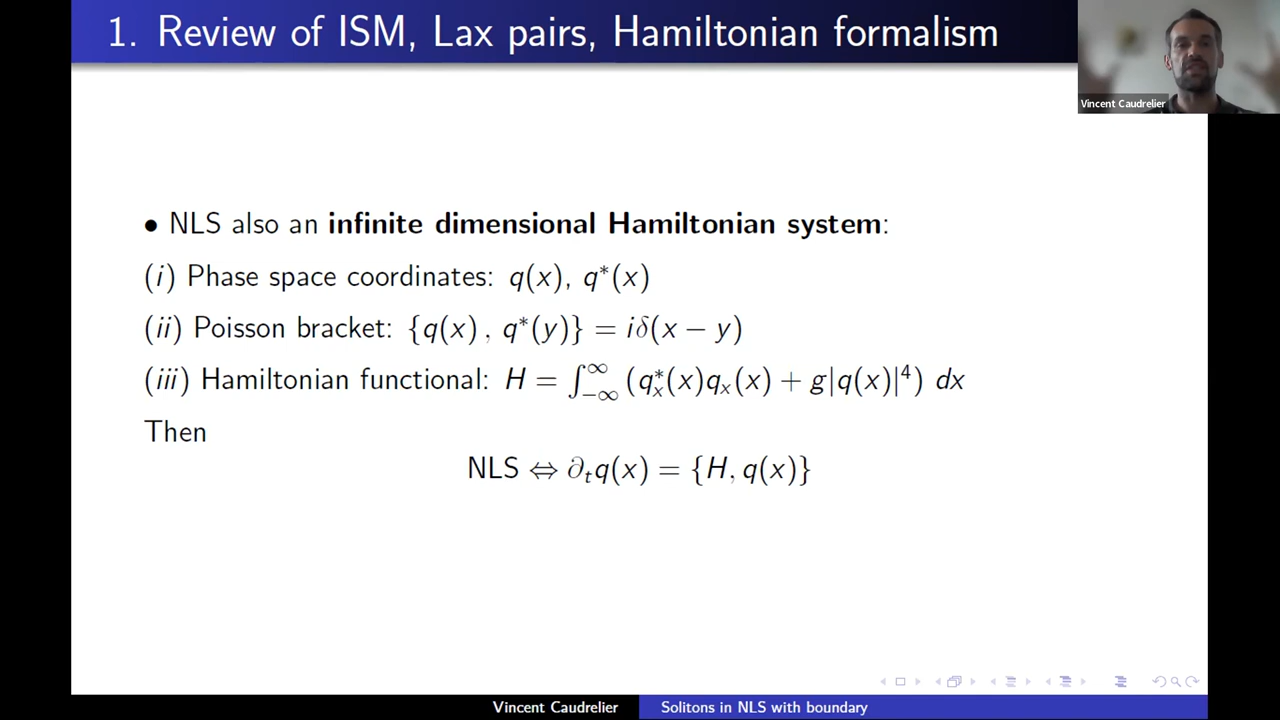 1. Review of ISM, Lax pairs, Hamiltonian formalism
Vincent Caudrelier
• NLS also an infinite dimensional Hamiltonian system:
(i) Phase space coordinates: q(x), q*(x)
(ii) Poisson bracket: {q(x), q*(y)} = iδ(x − y)
(iii) Hamiltonian functional: H = ∫_{−∞}^{∞} (q*_x(x)q_x(x) + g|q(x)|⁴) dx
Then
NLS ⇔ ∂_t q(x) = {H, q(x)}
Vincent Caudrelier
Solitons in NLS with boundary